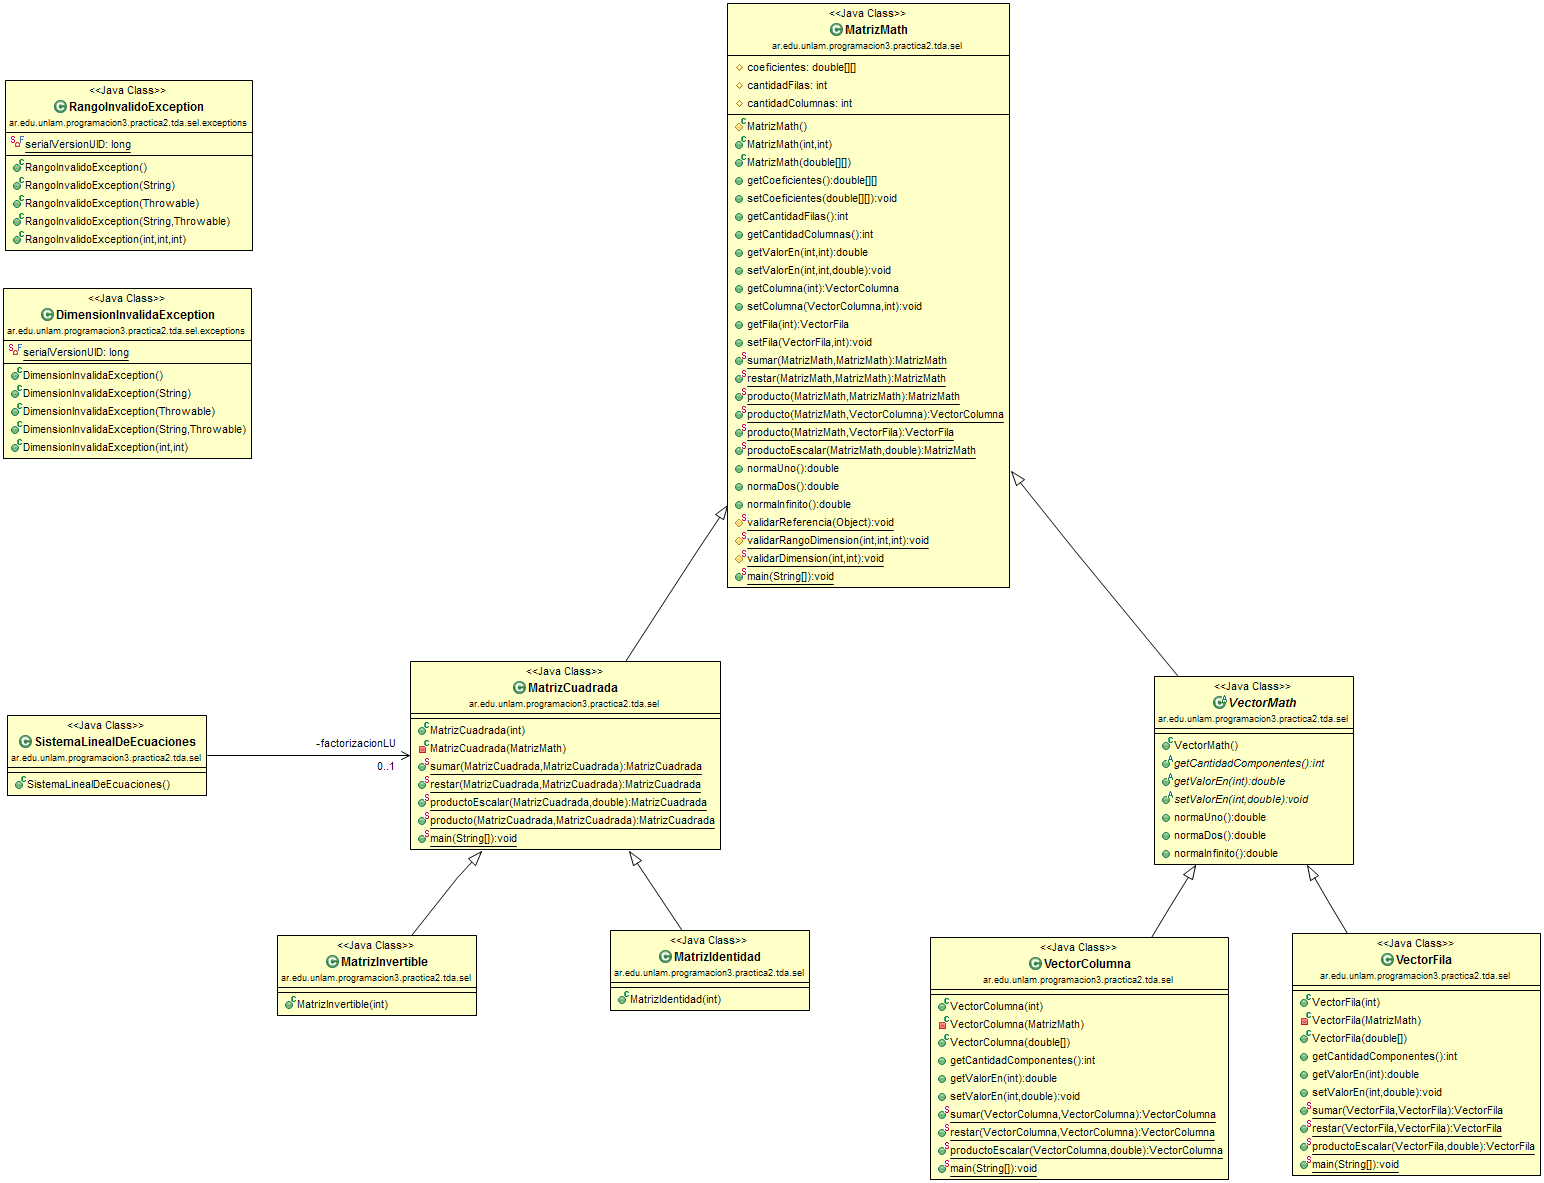 <<Java Class>>
MatrizMath
ar.edu.unlam.programacion3.practica2.tda.sel
coeficientes: double[][]
cantidadFilas: int
cantidadColumnas: int
MatrizMath()
MatrizMath(int,int)
MatrizMath(double[][])
getCoeficientes():double[][]
setCoeficientes(double[][]):void
getCantidadFilas():int
getCantidadColumnas():int
getValorEn(int,int):double
setValorEn(int,int,double):void
getColumna(int):VectorColumna
setColumna(VectorColumna,int):void
getFila(int):VectorFila
setFila(VectorFila,int):void
sumar(MatrizMath,MatrizMath):MatrizMath
restar(MatrizMath,MatrizMath):MatrizMath
producto(MatrizMath,MatrizMath):MatrizMath
producto(MatrizMath,VectorColumna):VectorColumna
producto(MatrizMath,VectorFila):VectorFila
productoEscalar(MatrizMath,double):MatrizMath
normaUno():double
normaDos():double
normaInfinito():double
validarReferencia(Object):void
validarRangoDimension(int,int,int):void
validarDimension(int,int):void
main(String[]):void
<<Java Class>>
RangoInvalidoException
ar.edu.unlam.programacion3.practica2.tda.sel.exceptions
serialVersionUID: long
RangoInvalidoException()
RangoInvalidoException(String)
RangoInvalidoException(Throwable)
RangoInvalidoException(String,Throwable)
RangoInvalidoException(int,int,int)
<<Java Class>>
DimensionInvalidaException
ar.edu.unlam.programacion3.practica2.tda.sel.exceptions
serialVersionUID: long
DimensionInvalidaException()
DimensionInvalidaException(String)
DimensionInvalidaException(Throwable)
DimensionInvalidaException(String,Throwable)
DimensionInvalidaException(int,int)
<<Java Class>>
SistemaLinealDeEcuaciones
ar.edu.unlam.programacion3.practica2.tda.sel
SistemaLinealDeEcuaciones()
-factorizacionLU
0..1
<<Java Class>>
MatrizCuadrada
ar.edu.unlam.programacion3.practica2.tda.sel
MatrizCuadrada(int)
MatrizCuadrada(MatrizMath)
sumar(MatrizCuadrada,MatrizCuadrada):MatrizCuadrada
restar(MatrizCuadrada,MatrizCuadrada):MatrizCuadrada
productoEscalar(MatrizCuadrada,double):MatrizCuadrada
producto(MatrizCuadrada,MatrizCuadrada):MatrizCuadrada
main(String[]):void
<<Java Class>>
VectorMath
ar.edu.unlam.programacion3.practica2.tda.sel
VectorMath()
getCantidadComponentes():int
getValorEn(int):double
setValorEn(int,double):void
normaUno():double
normaDos():double
normaInfinito():double
<<Java Class>>
MatrizInvertible
ar.edu.unlam.programacion3.practica2.tda.sel
MatrizInvertible(int)
<<Java Class>>
MatrizIdentidad
ar.edu.unlam.programacion3.practica2.tda.sel
MatrizIdentidad(int)
<<Java Class>>
VectorColumna
ar.edu.unlam.programacion3.practica2.tda.sel
VectorColumna(int)
VectorColumna(MatrizMath)
VectorColumna(double[])
getCantidadComponentes():int
getValorEn(int):double
setValorEn(int,double):void
sumar(VectorColumna,VectorColumna):VectorColumna
restar(VectorColumna,VectorColumna):VectorColumna
productoEscalar(VectorColumna,double):VectorColumna
main(String[]):void
<<Java Class>>
VectorFila
ar.edu.unlam.programacion3.practica2.tda.sel
VectorFila(int)
VectorFila(MatrizMath)
VectorFila(double[])
getCantidadComponentes():int
getValorEn(int):double
setValorEn(int,double):void
sumar(VectorFila,VectorFila):VectorFila
restar(VectorFila,VectorFila):VectorFila
productoEscalar(VectorFila,double):VectorFila
main(String[]):void